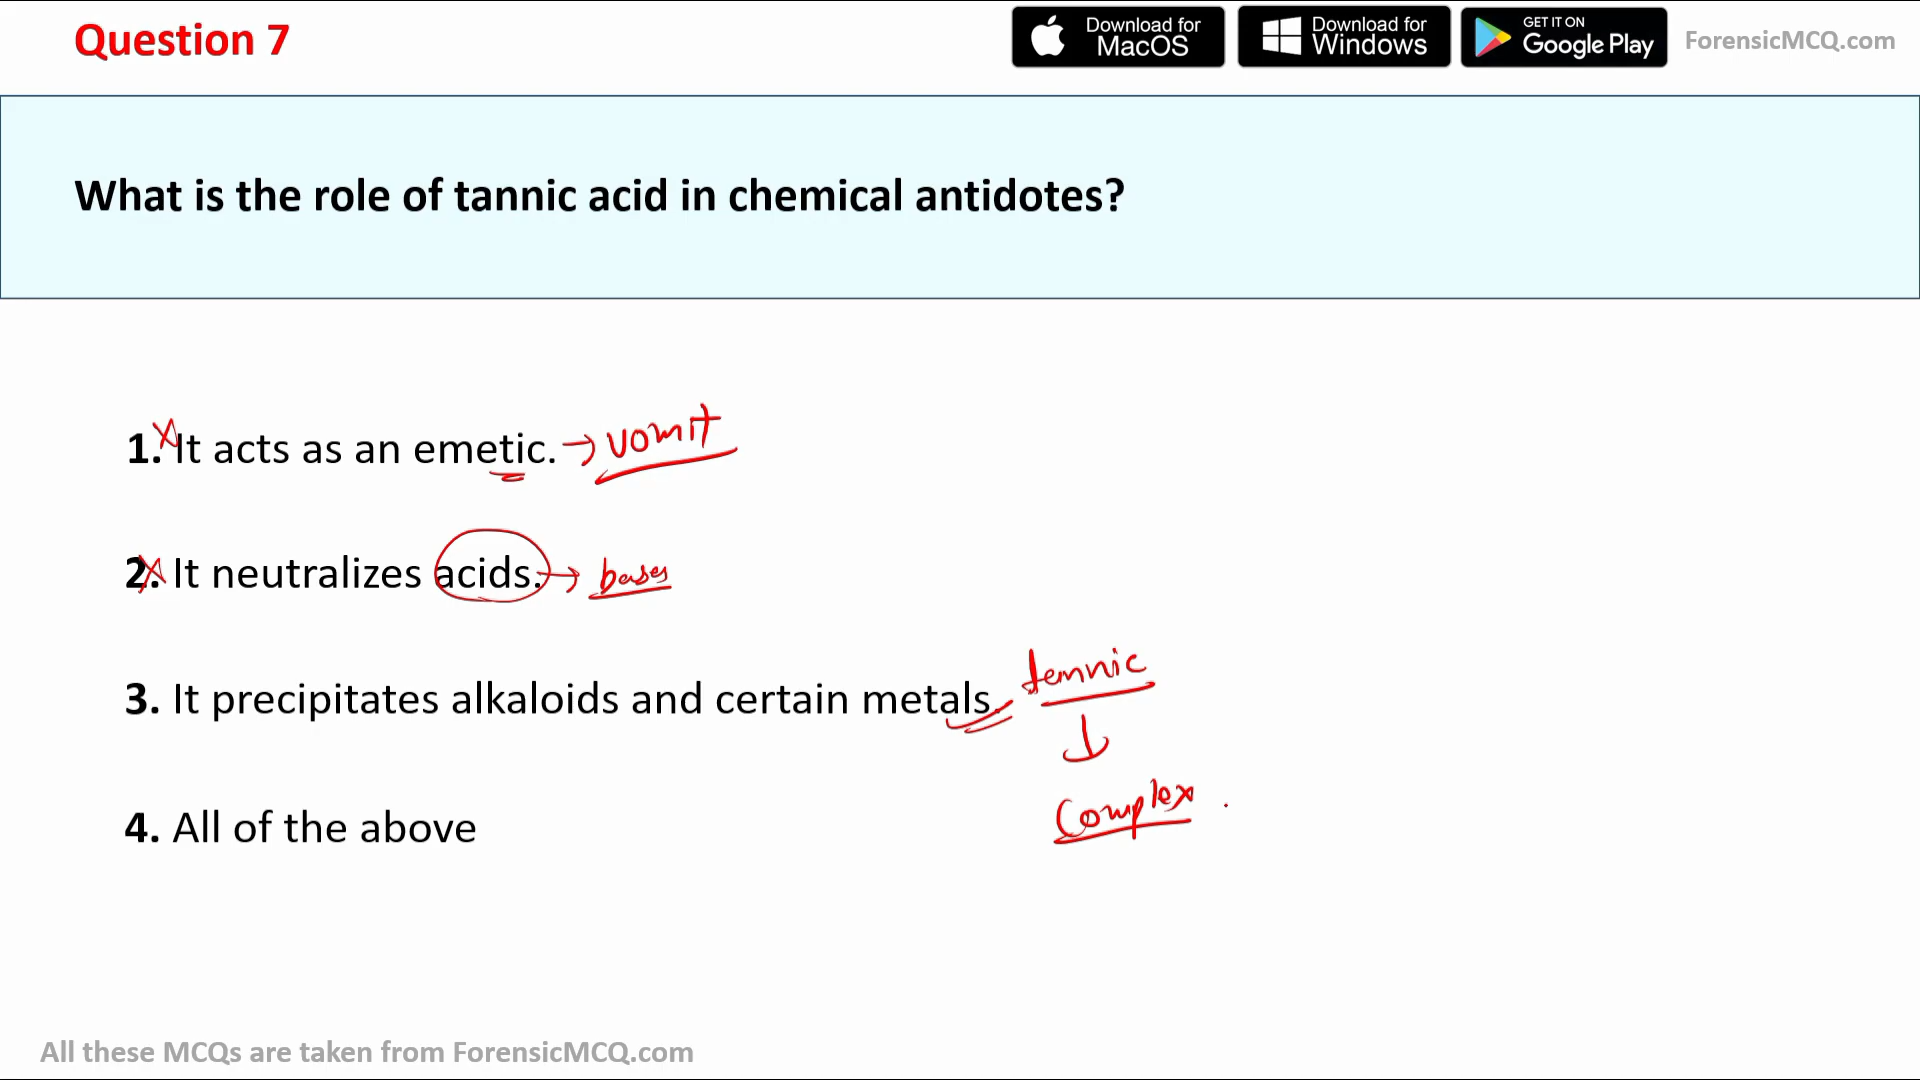 Question 7
Download for MacOS
Download for Windows
GET IT ON Google Play
ForensicMCQ.com
What is the role of tannic acid in chemical antidotes?
1. It acts as an emetic. → vomit
2. It neutralizes acids. → bases
3. It precipitates alkaloids and certain metals. tennic
↓
Complex
4. All of the above
All these MCQs are taken from ForensicMCQ.com